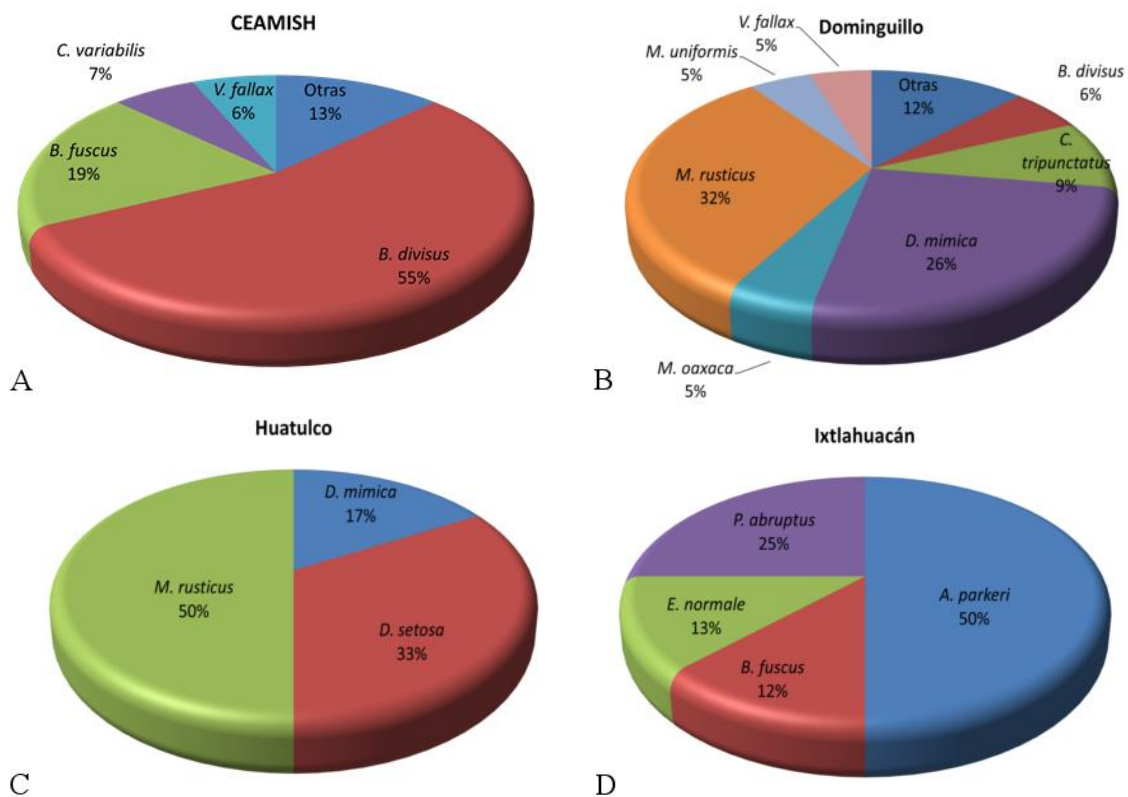 CEAMISH
C. variabilis
7%
V. fallax
6%
Otras
13%
B. fuscus
19%
B. divisus
55%
A
Dominguillo
V. fallax
5%
M. uniformis
5%
Otras
12%
B. divisus
6%
C.
tripunctatus
9%
M. rusticus
32%
D. mimica
26%
M. oaxaca
5%
B
Huatulco
D. mimica
17%
M. rusticus
50%
D. setosa
33%
C
Ixtlahuacán
P. abruptus
25%
A. parkeri
50%
E. normale
13%
B. fuscus
12%
D